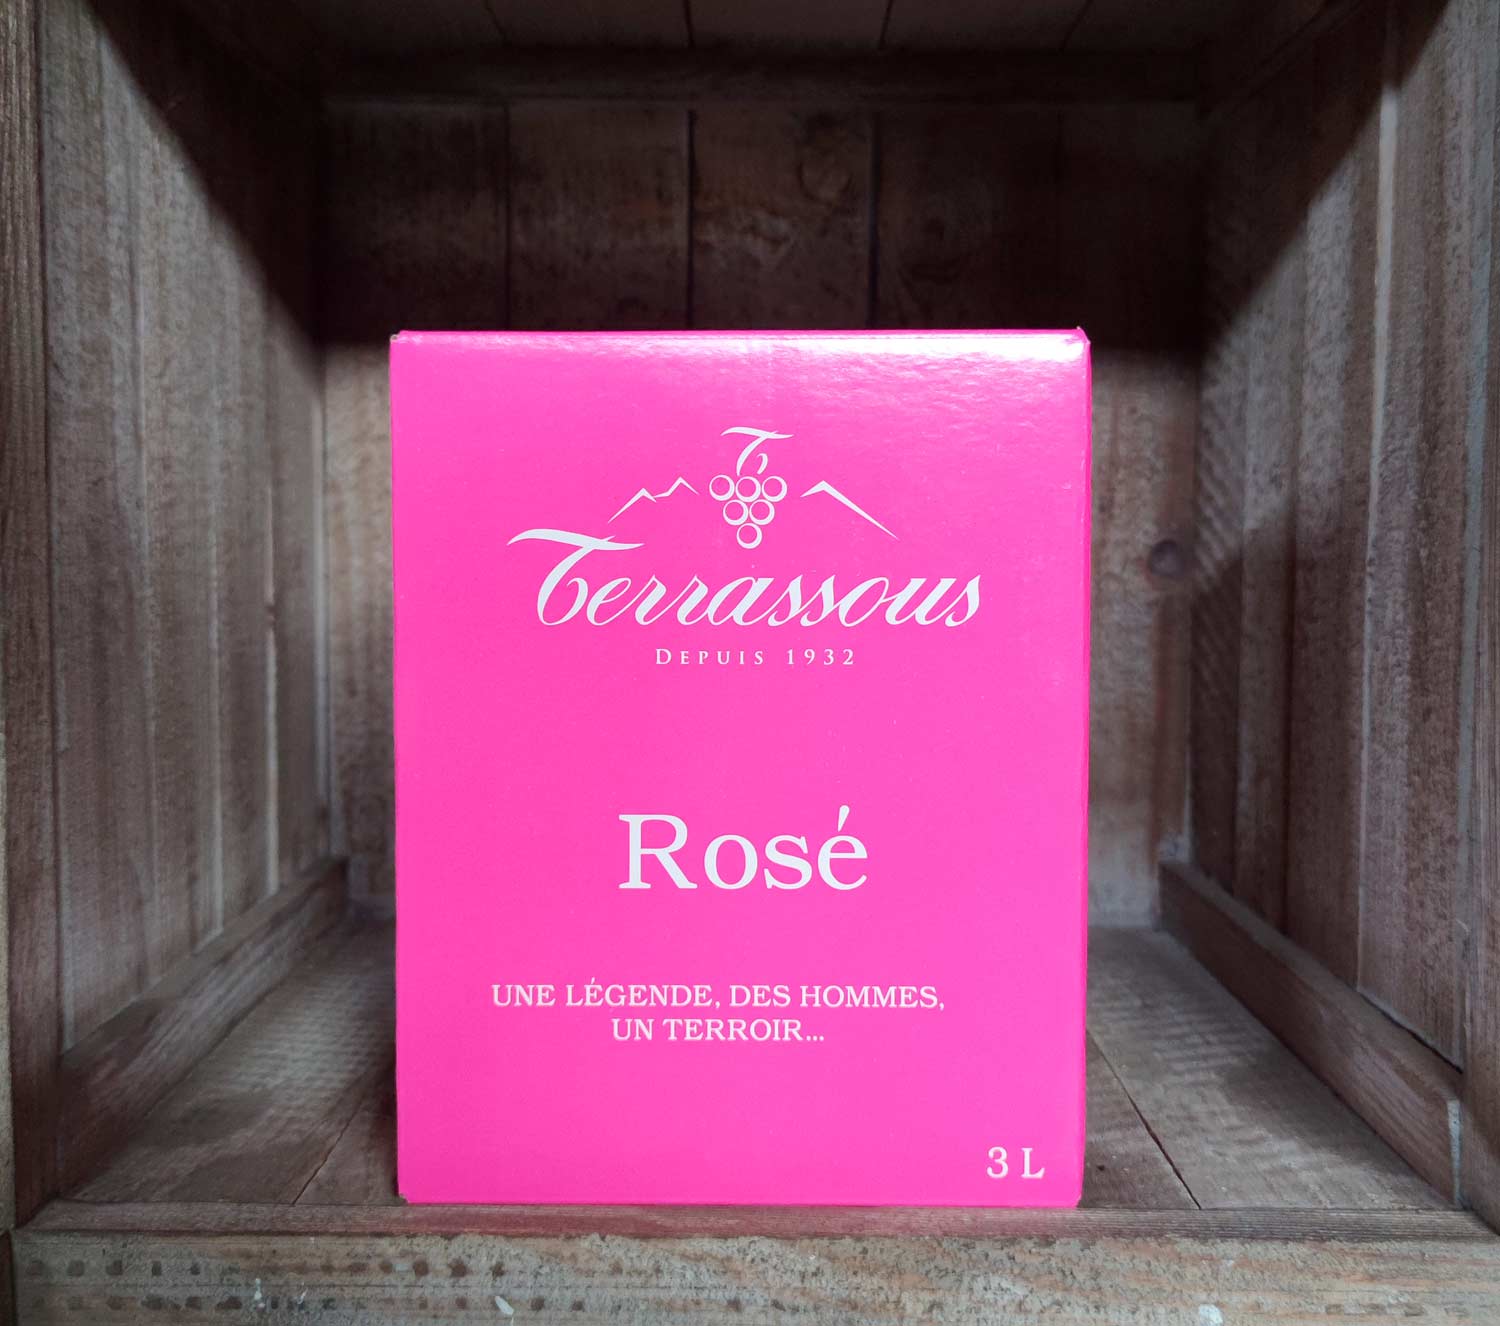 Terrassous
DEPUIS 1932
Rosé
UNE LÉGENDE, DES HOMMES,
UN TERROIR...
3 L